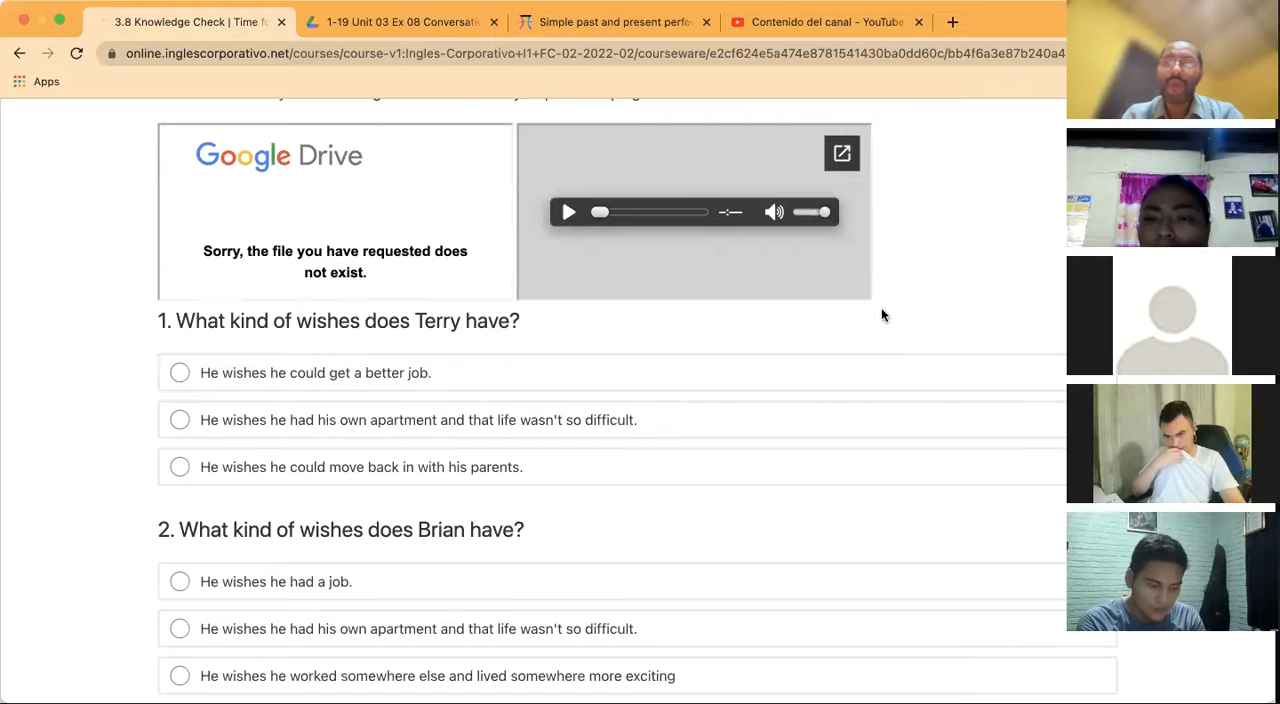 3.8 Knowledge Check | Time fo
1-19 Unit 03 Ex 08 Conversati
Simple past and present perfe
Contenido del canal - YouTube
online.inglescorporativo.net/courses/course-v1:Ingles-Corporativo+I1+FC-02-2022-02/courseware/e2cf624e5a474e8781541430ba0dd60c/bb4f6a3e87b240a4
Apps
Google Drive
Sorry, the file you have requested does
not exist.
1. What kind of wishes does Terry have?
He wishes he could get a better job.
He wishes he had his own apartment and that life wasn't so difficult.
He wishes he could move back in with his parents.
2. What kind of wishes does Brian have?
He wishes he had a job.
He wishes he had his own apartment and that life wasn't so difficult.
He wishes he worked somewhere else and lived somewhere more exciting